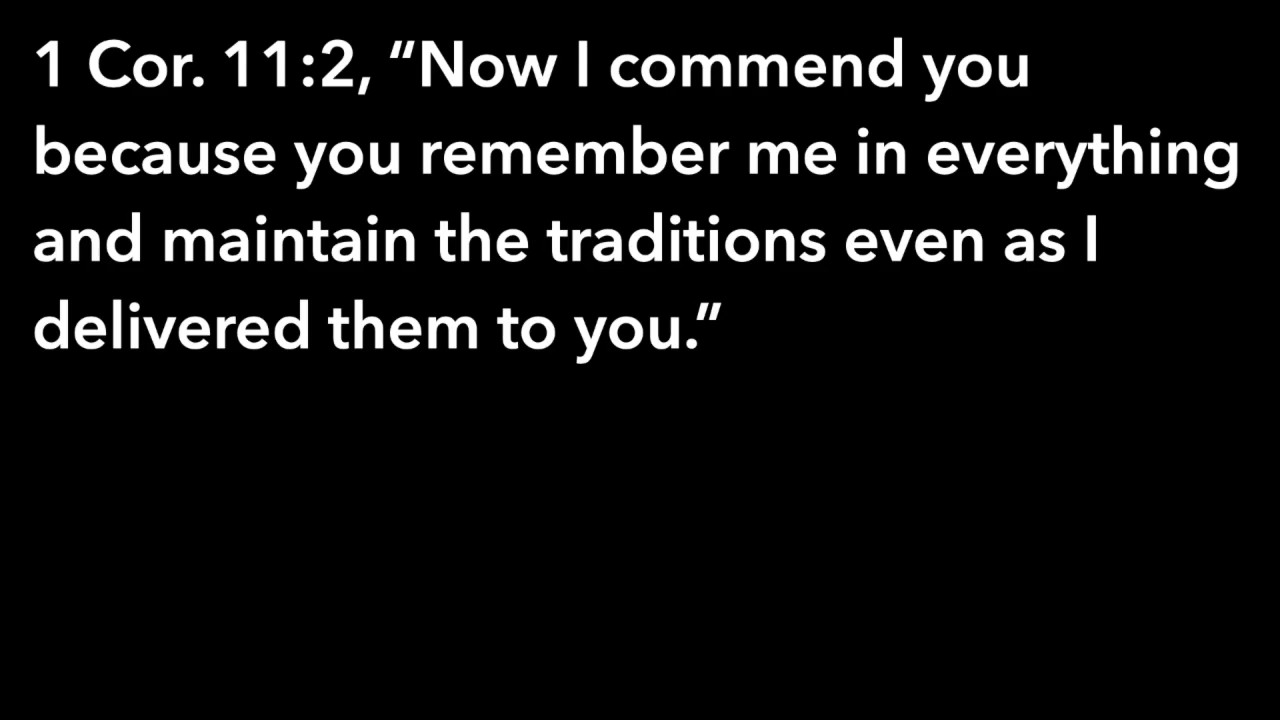 1 Cor. 11:2, “Now I commend you
because you remember me in everything
and maintain the traditions even as I
delivered them to you.”